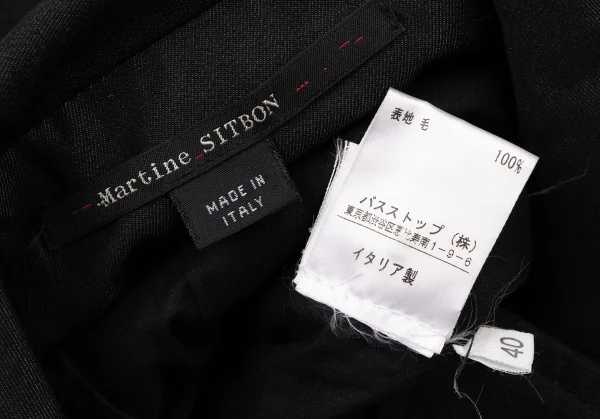 Martine SITBON
MADE IN
ITALY
表地 毛
100%
バスストップ (株)
東京都渋谷区恵比寿南1-9-6
イタリア製
40